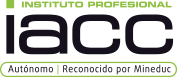 INSTITUTO PROFESIONAL
iacc
Autónomo | Reconocido por Mineduc